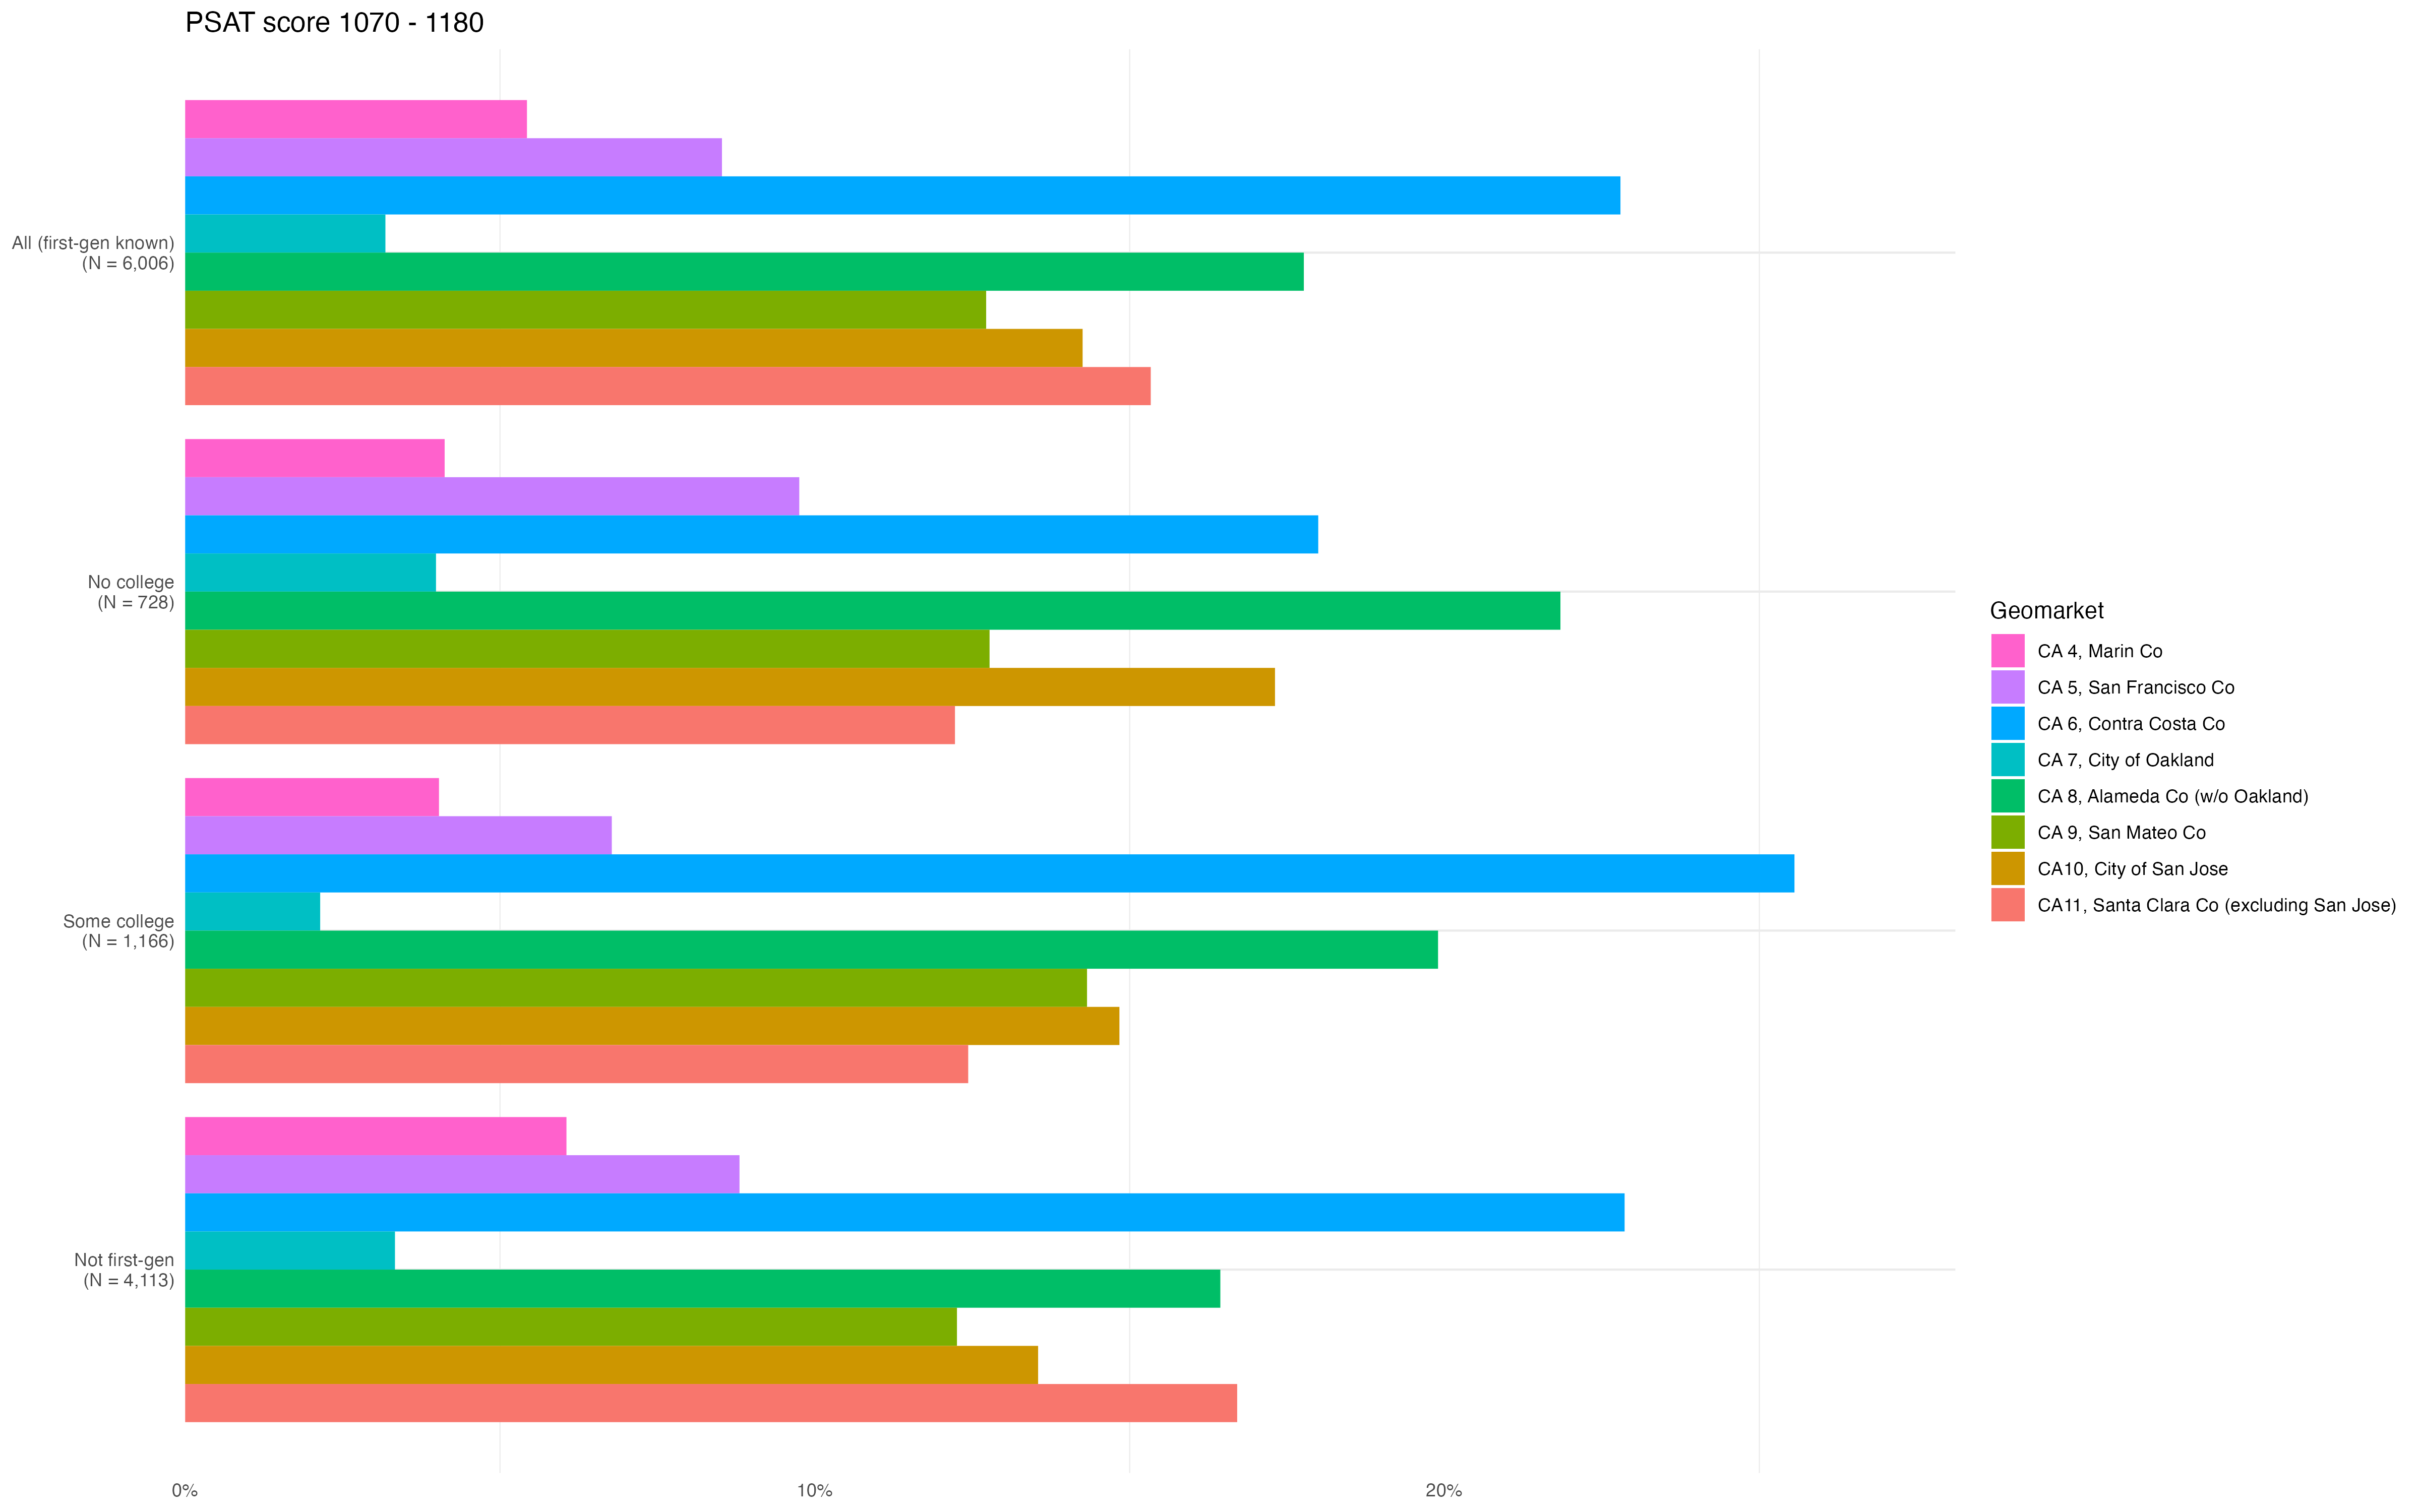 PSAT score 1070 - 1180
All (first-gen known)
(N = 6,006)
No college
(N = 728)
Some college
(N = 1,166)
Not first-gen
(N = 4,113)
0%
10%
20%
Geomarket
CA 4, Marin Co
CA 5, San Francisco Co
CA 6, Contra Costa Co
CA 7, City of Oakland
CA 8, Alameda Co (w/o Oakland)
CA 9, San Mateo Co
CA10, City of San Jose
CA11, Santa Clara Co (excluding San Jose)